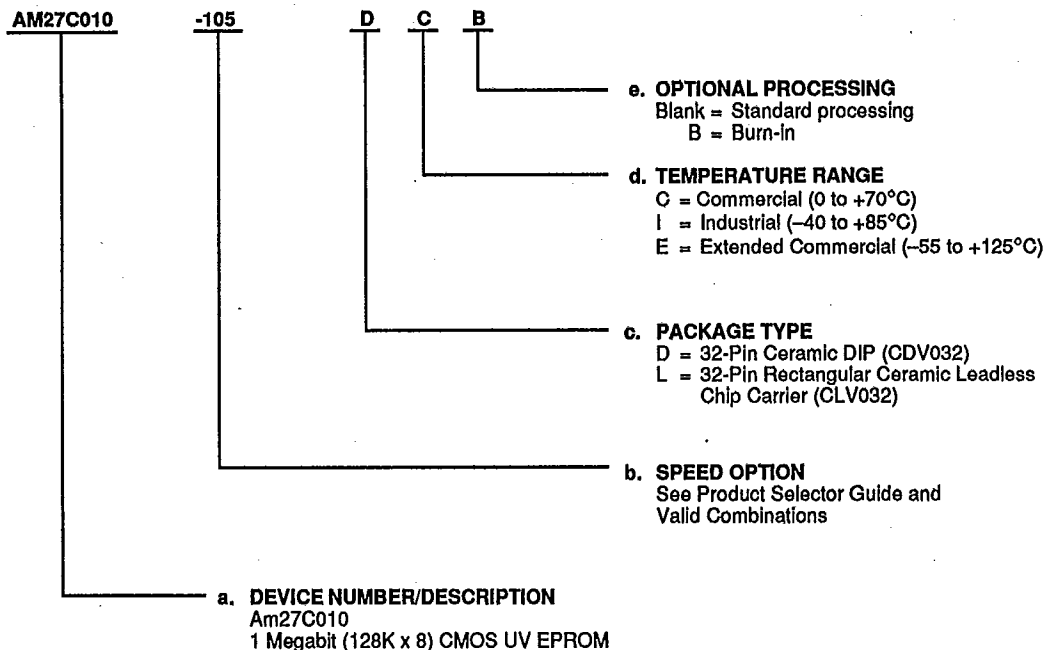 AM27C010 -105 D C B
e. OPTIONAL PROCESSING
Blank = Standard processing
B = Burn-in
d. TEMPERATURE RANGE
C = Commercial (0 to +70°C)
I = Industrial (–40 to +85°C)
E = Extended Commercial (–55 to +125°C)
c. PACKAGE TYPE
D = 32-Pin Ceramic DIP (CDV032)
L = 32-Pin Rectangular Ceramic Leadless
Chip Carrier (CLV032)
b. SPEED OPTION
See Product Selector Guide and
Valid Combinations
a. DEVICE NUMBER/DESCRIPTION
Am27C010
1 Megabit (128K x 8) CMOS UV EPROM